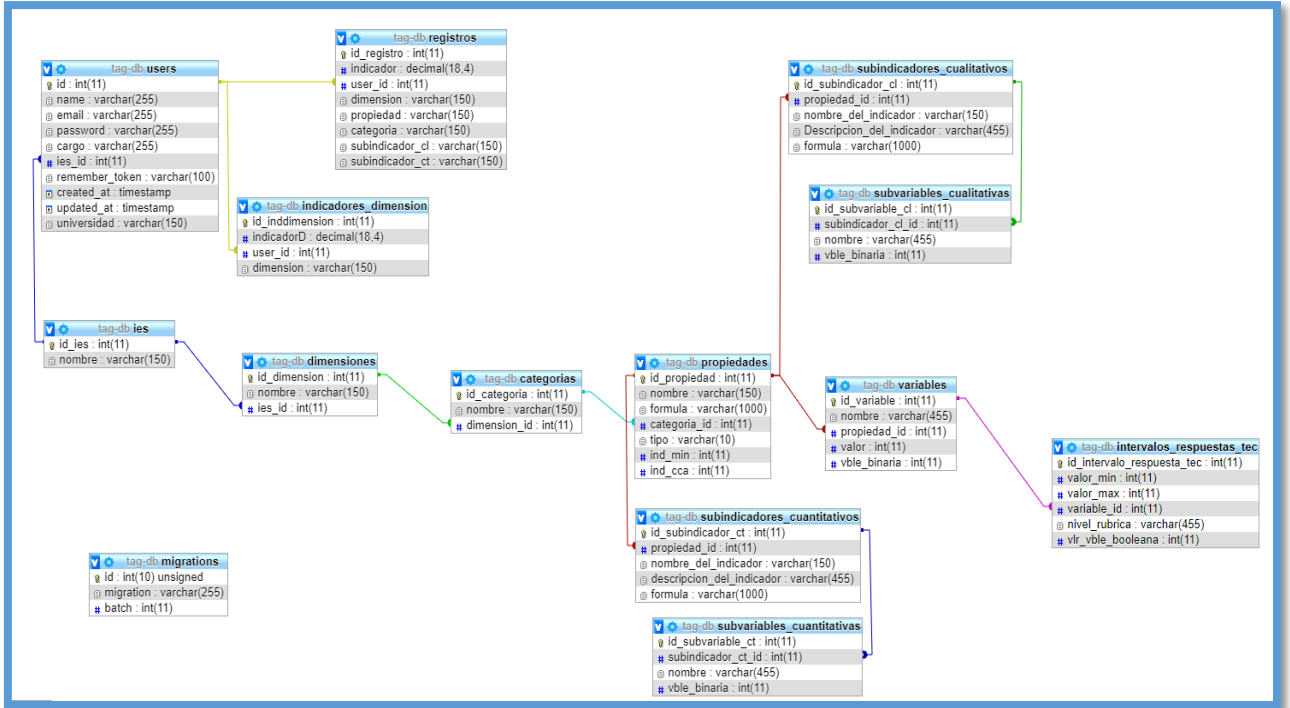 tag-db users
id : int(11)
name : varchar(255)
email : varchar(255)
password : varchar(255)
cargo : varchar(255)
ies_id : int(11)
remember_token : varchar(100)
created_at : timestamp
updated_at : timestamp
universidad : varchar(150)
tag-db registros
id_registro : int(11)
indicador : decimal(18,4)
user_id : int(11)
dimension : varchar(150)
propiedad : varchar(150)
categoria : varchar(150)
subindicador_cl : varchar(150)
subindicador_ct : varchar(150)
tag-db indicadores_dimension
id_inddimension : int(11)
indicadorD : decimal(18,4)
user_id : int(11)
dimension : varchar(150)
tag-db subindicadores_cualitativos
id_subindicador_cl : int(11)
propiedad_id : int(11)
nombre_del_indicador : varchar(150)
Descripcion_del_indicador : varchar(455)
formula : varchar(1000)
tag-db subvariables_cualitativas
id_subvariable_cl : int(11)
subindicador_cl_id : int(11)
nombre : varchar(455)
vble_binaria : int(11)
tag-db ies
id_ies : int(11)
nombre : varchar(150)
tag-db dimensiones
id_dimension : int(11)
nombre : varchar(150)
ies_id : int(11)
tag-db categorias
id_categoria : int(11)
nombre : varchar(150)
dimension_id : int(11)
tag-db propiedades
id_propiedad : int(11)
nombre : varchar(150)
formula : varchar(1000)
categoria_id : int(11)
tipo : varchar(10)
ind_min : int(11)
ind_cca : int(11)
tag-db variables
id_variable : int(11)
nombre : varchar(455)
propiedad_id : int(11)
valor : int(11)
vble_binaria : int(11)
tag-db intervalos_respuestas_tec
id_intervalo_respuesta_tec : int(11)
valor_min : int(11)
valor_max : int(11)
variable_id : int(11)
nivel_rubrica : varchar(455)
vlr_vble_booleana : int(11)
tag-db subindicadores_cuantitativos
id_subindicador_ct : int(11)
propiedad_id : int(11)
nombre_del_indicador : varchar(150)
descripcion_del_indicador : varchar(455)
formula : varchar(1000)
tag-db migrations
id : int(10) unsigned
migration : varchar(255)
batch : int(11)
tag-db subvariables_cuantitativas
id_subvariable_ct : int(11)
subindicador_ct_id : int(11)
nombre : varchar(455)
vble_binaria : int(11)